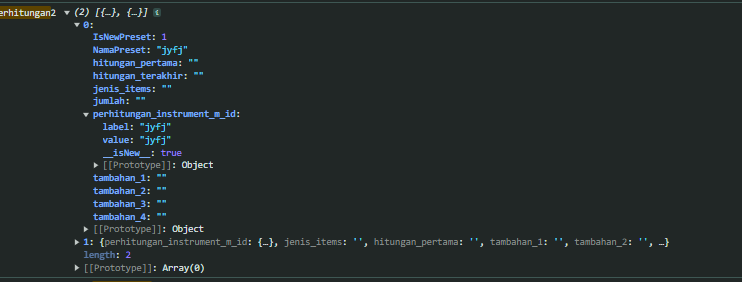 erhitungan2 ▼ (2) [{…}, {…}] i
▼ 0:
IsNewPreset: 1
NamaPreset: "jyfj"
hitungan_pertama: ""
hitungan_terakhir: ""
jenis_items: ""
jumlah: ""
▼ perhitungan_instrument_m_id:
label: "jyfj"
value: "jyfj"
__isNew__: true
▶ [[Prototype]]: Object
tambahan_1: ""
tambahan_2: ""
tambahan_3: ""
tambahan_4: ""
▶ [[Prototype]]: Object
▶ 1: {perhitungan_instrument_m_id: {…}, jenis_items: '', hitungan_pertama: '', tambahan_1: '', tambahan_2: '', …}
length: 2
▶ [[Prototype]]: Array(0)